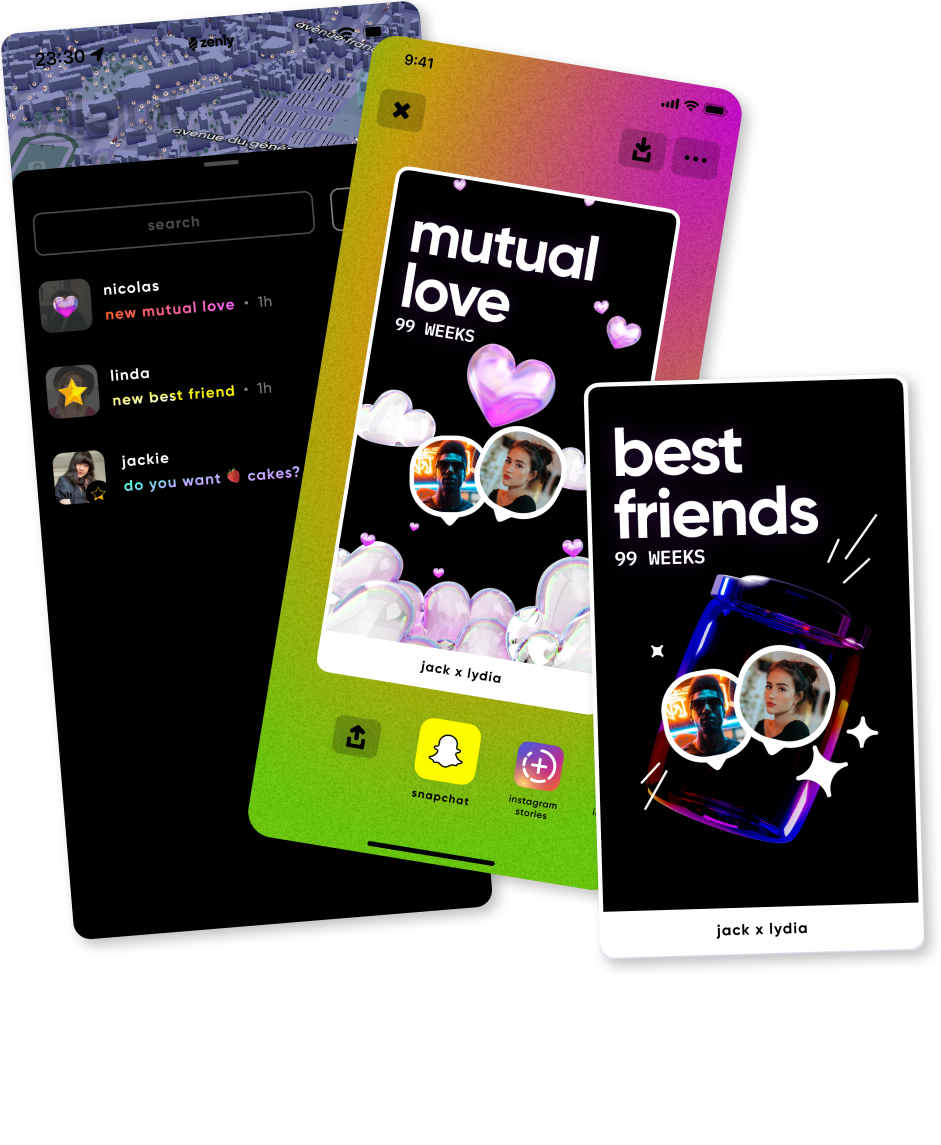 23:30
zenly
avenue du géné
search
nicolas
new mutual love • 1h
linda
new best friend • 1h
jackie
do you want 🍓 cakes?
9:41
mutual
love
99 WEEKS
jack x lydia
snapchat
instagram
stories
best
friends
99 WEEKS
jack x lydia